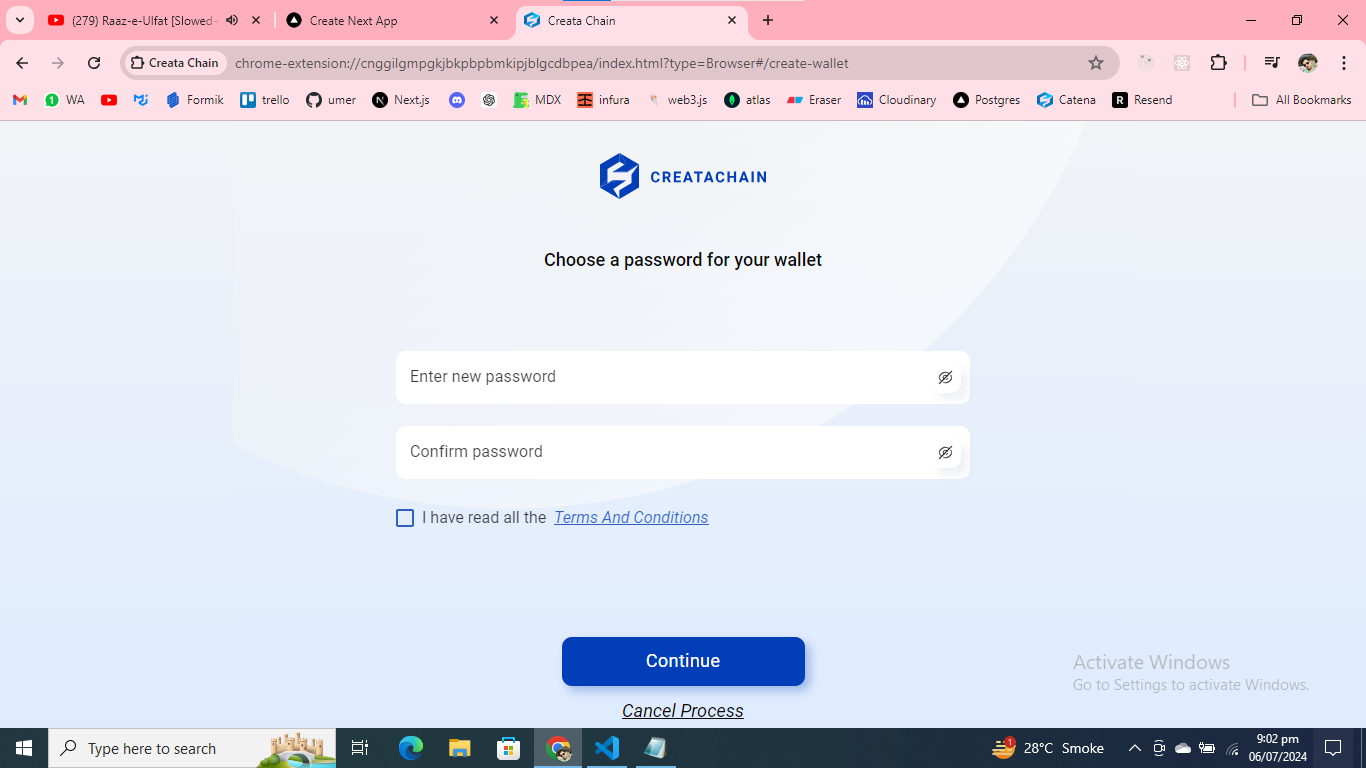 (279) Raaz-e-Ulfat [Slowed
Create Next App
Creata Chain
Creata Chain
chrome-extension://cnggilgmpgkjbkpbpbmkipjblgcdbpea/index.html?type=Browser#/create-wallet
WA
Formik
trello
umer
Next.js
MDX
infura
web3.js
atlas
Eraser
Cloudinary
Postgres
Catena
Resend
All Bookmarks
CREATACHAIN
Choose a password for your wallet
Enter new password
Confirm password
I have read all the Terms And Conditions
Continue
Cancel Process
Activate Windows
Go to Settings to activate Windows.
Type here to search
1
28°C Smoke
9:02 pm
06/07/2024